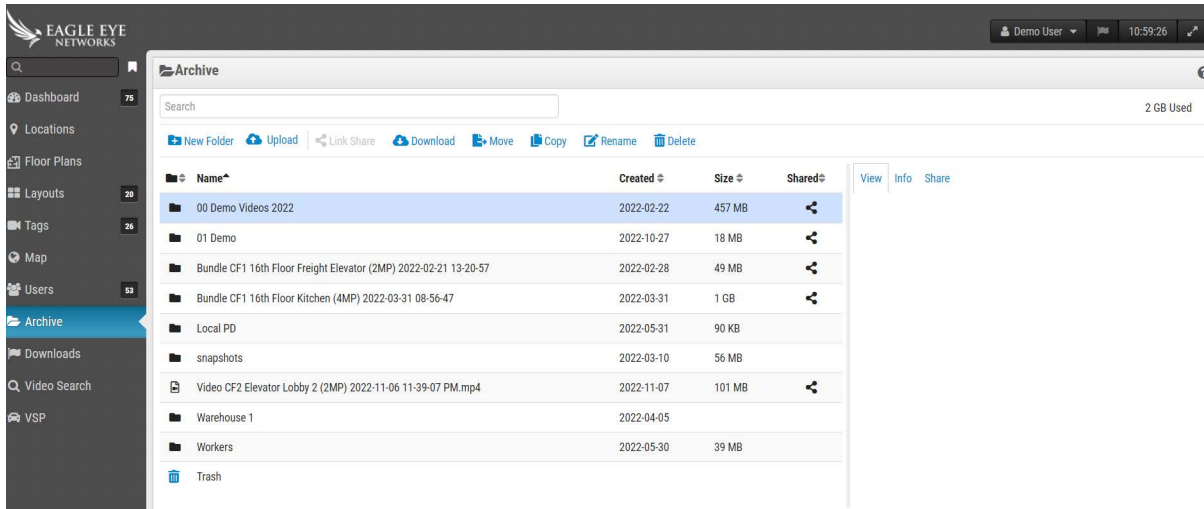 EAGLE EYE
NETWORKS
Demo User
10:59:26
Dashboard 75
Locations
Floor Plans
Layouts 20
Tags 26
Map
Users 53
Archive
Downloads
Video Search
VSP
Archive
Search
2 GB Used
New Folder Upload Link Share Download Move Copy Rename Delete
Name Created Size Shared
00 Demo Videos 2022 2022-02-22 457 MB
01 Demo 2022-10-27 18 MB
Bundle CF1 16th Floor Freight Elevator (2MP) 2022-02-21 13-20-57 2022-02-28 49 MB
Bundle CF1 16th Floor Kitchen (4MP) 2022-03-31 08-56-47 2022-03-31 1 GB
Local PD 2022-05-31 90 KB
snapshots 2022-03-10 56 MB
Video CF2 Elevator Lobby 2 (2MP) 2022-11-06 11-39-07 PM.mp4 2022-11-07 101 MB
Warehouse 1 2022-04-05
Workers 2022-05-30 39 MB
Trash
View Info Share